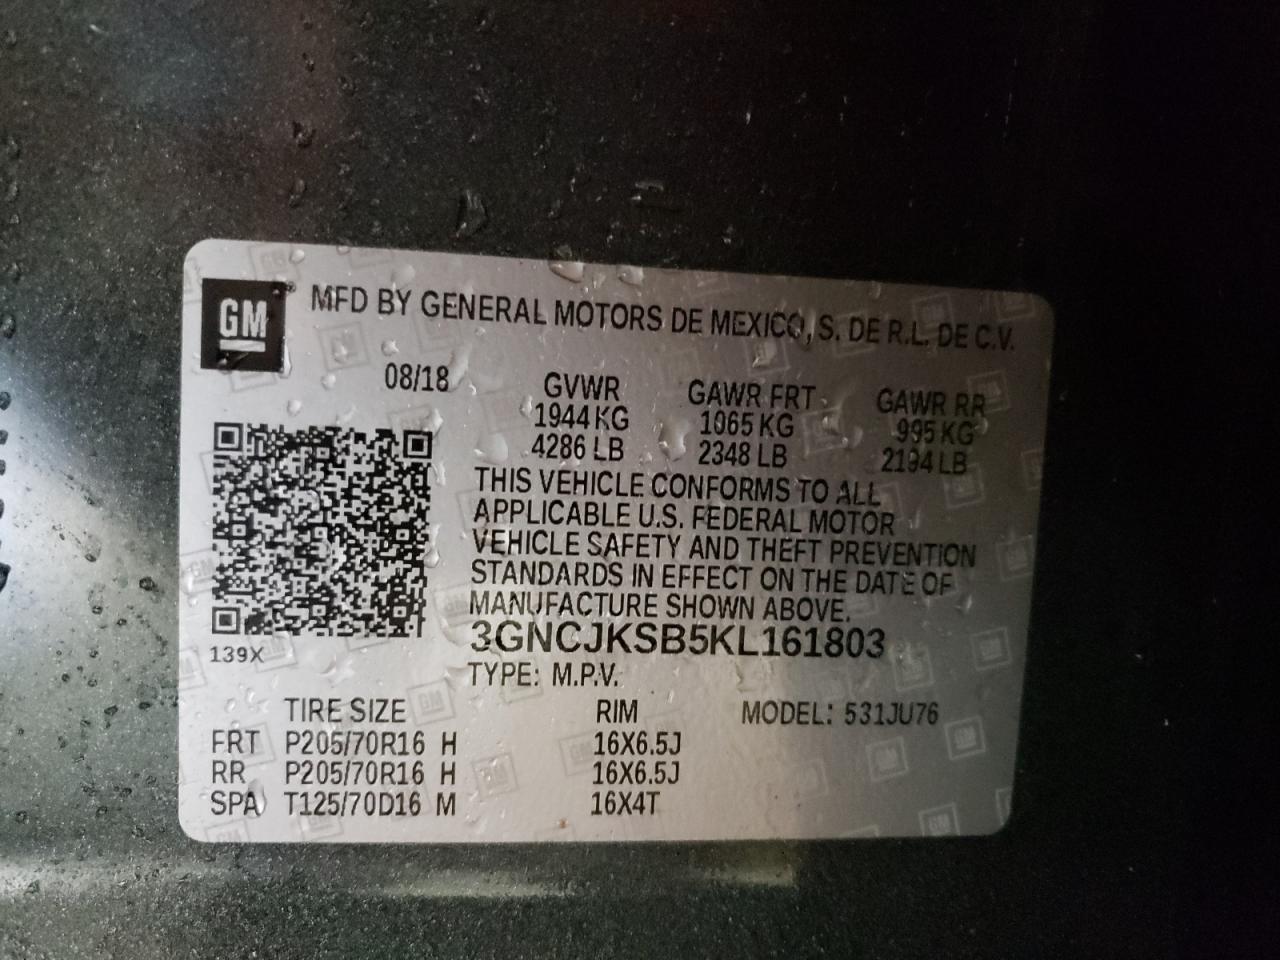 GM
MFD BY GENERAL MOTORS DE MEXICO, S. DE R.L. DE C.V.
08/18
GVWR GAWR FRT GAWR RR
1944 KG 1065 KG 995 KG
4286 LB 2348 LB 2194 LB
THIS VEHICLE CONFORMS TO ALL
APPLICABLE U.S. FEDERAL MOTOR
VEHICLE SAFETY AND THEFT PREVENTION
STANDARDS IN EFFECT ON THE DATE OF
MANUFACTURE SHOWN ABOVE.
3GNCJKSB5KL161803
139X
TYPE: M.P.V.
TIRE SIZE RIM MODEL: 531JU76
FRT P205/70R16 H 16X6.5J
RR P205/70R16 H 16X6.5J
SPA T125/70D16 M 16X4T